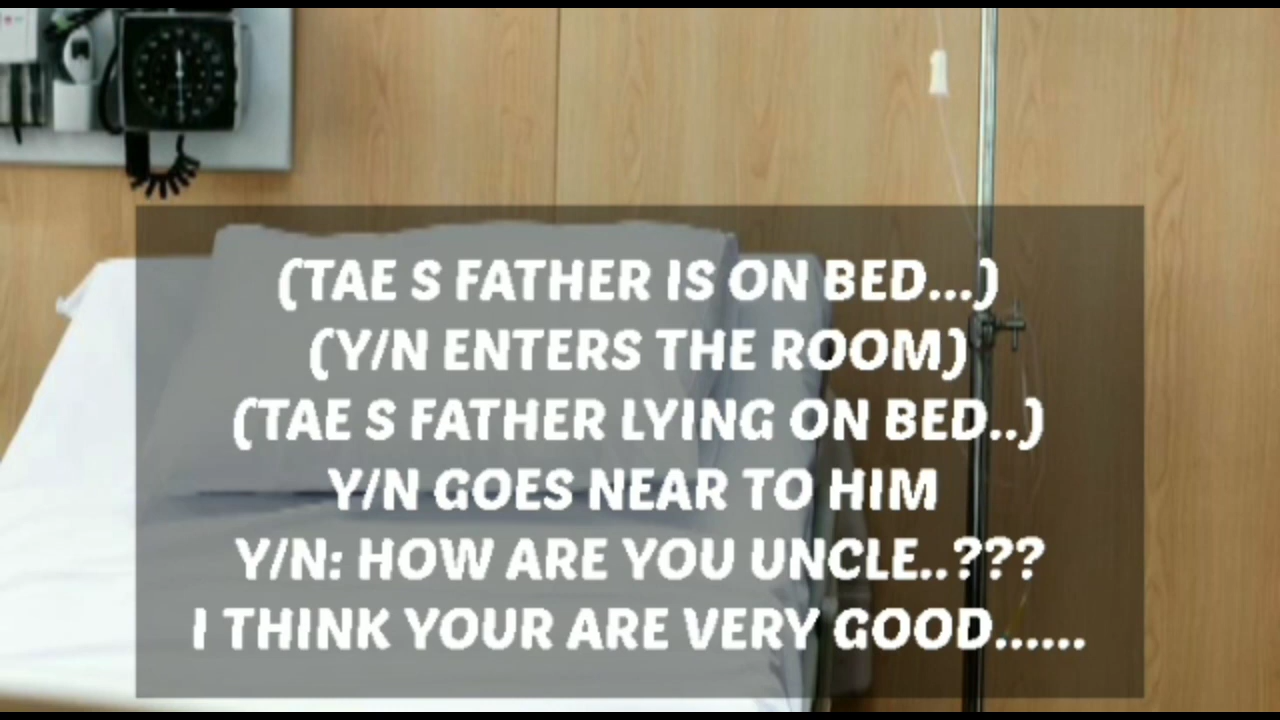 (TAE S FATHER IS ON BED...)
(Y/N ENTERS THE ROOM)
(TAE S FATHER LYING ON BED..)
Y/N GOES NEAR TO HIM
Y/N: HOW ARE YOU UNCLE..???
I THINK YOUR ARE VERY GOOD......